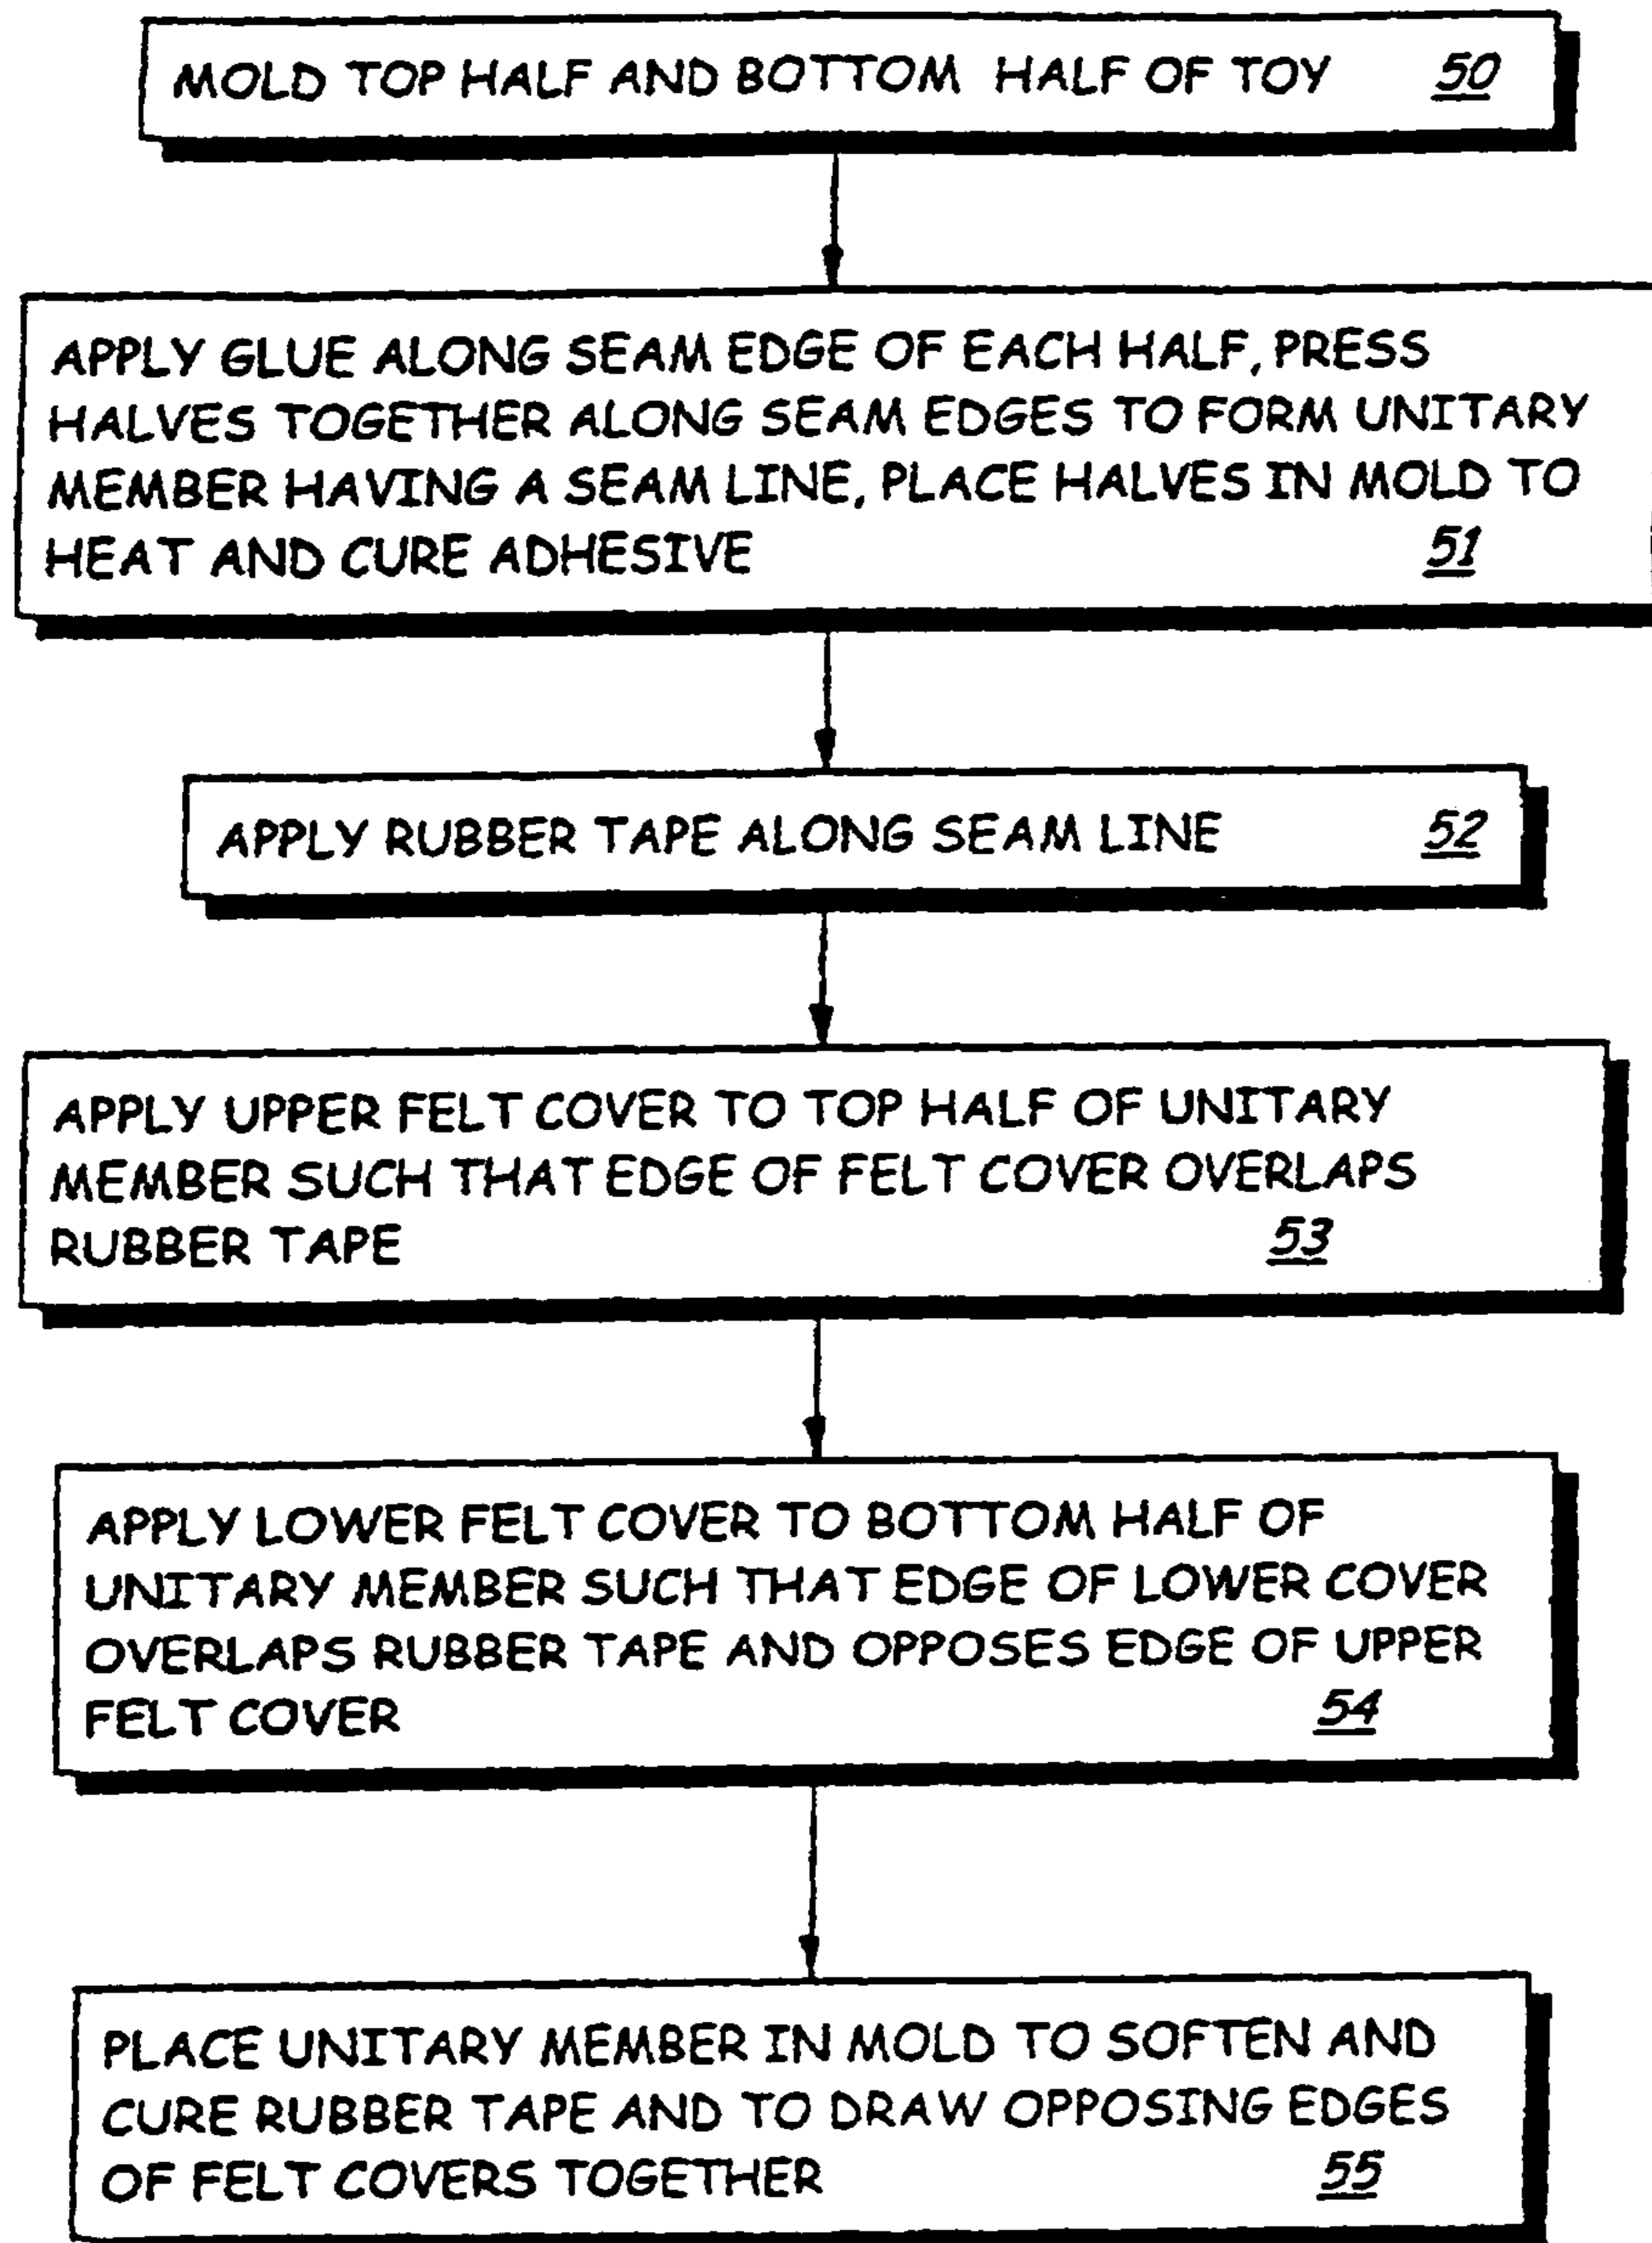 MOLD TOP HALF AND BOTTOM HALF OF TOY 50
APPLY GLUE ALONG SEAM EDGE OF EACH HALF, PRESS
HALVES TOGETHER ALONG SEAM EDGES TO FORM UNITARY
MEMBER HAVING A SEAM LINE, PLACE HALVES IN MOLD TO
HEAT AND CURE ADHESIVE 51
APPLY RUBBER TAPE ALONG SEAM LINE 52
APPLY UPPER FELT COVER TO TOP HALF OF UNITARY
MEMBER SUCH THAT EDGE OF FELT COVER OVERLAPS
RUBBER TAPE 53
APPLY LOWER FELT COVER TO BOTTOM HALF OF
UNITARY MEMBER SUCH THAT EDGE OF LOWER COVER
OVERLAPS RUBBER TAPE AND OPPOSES EDGE OF UPPER
FELT COVER 54
PLACE UNITARY MEMBER IN MOLD TO SOFTEN AND
CURE RUBBER TAPE AND TO DRAW OPPOSING EDGES
OF FELT COVERS TOGETHER 55